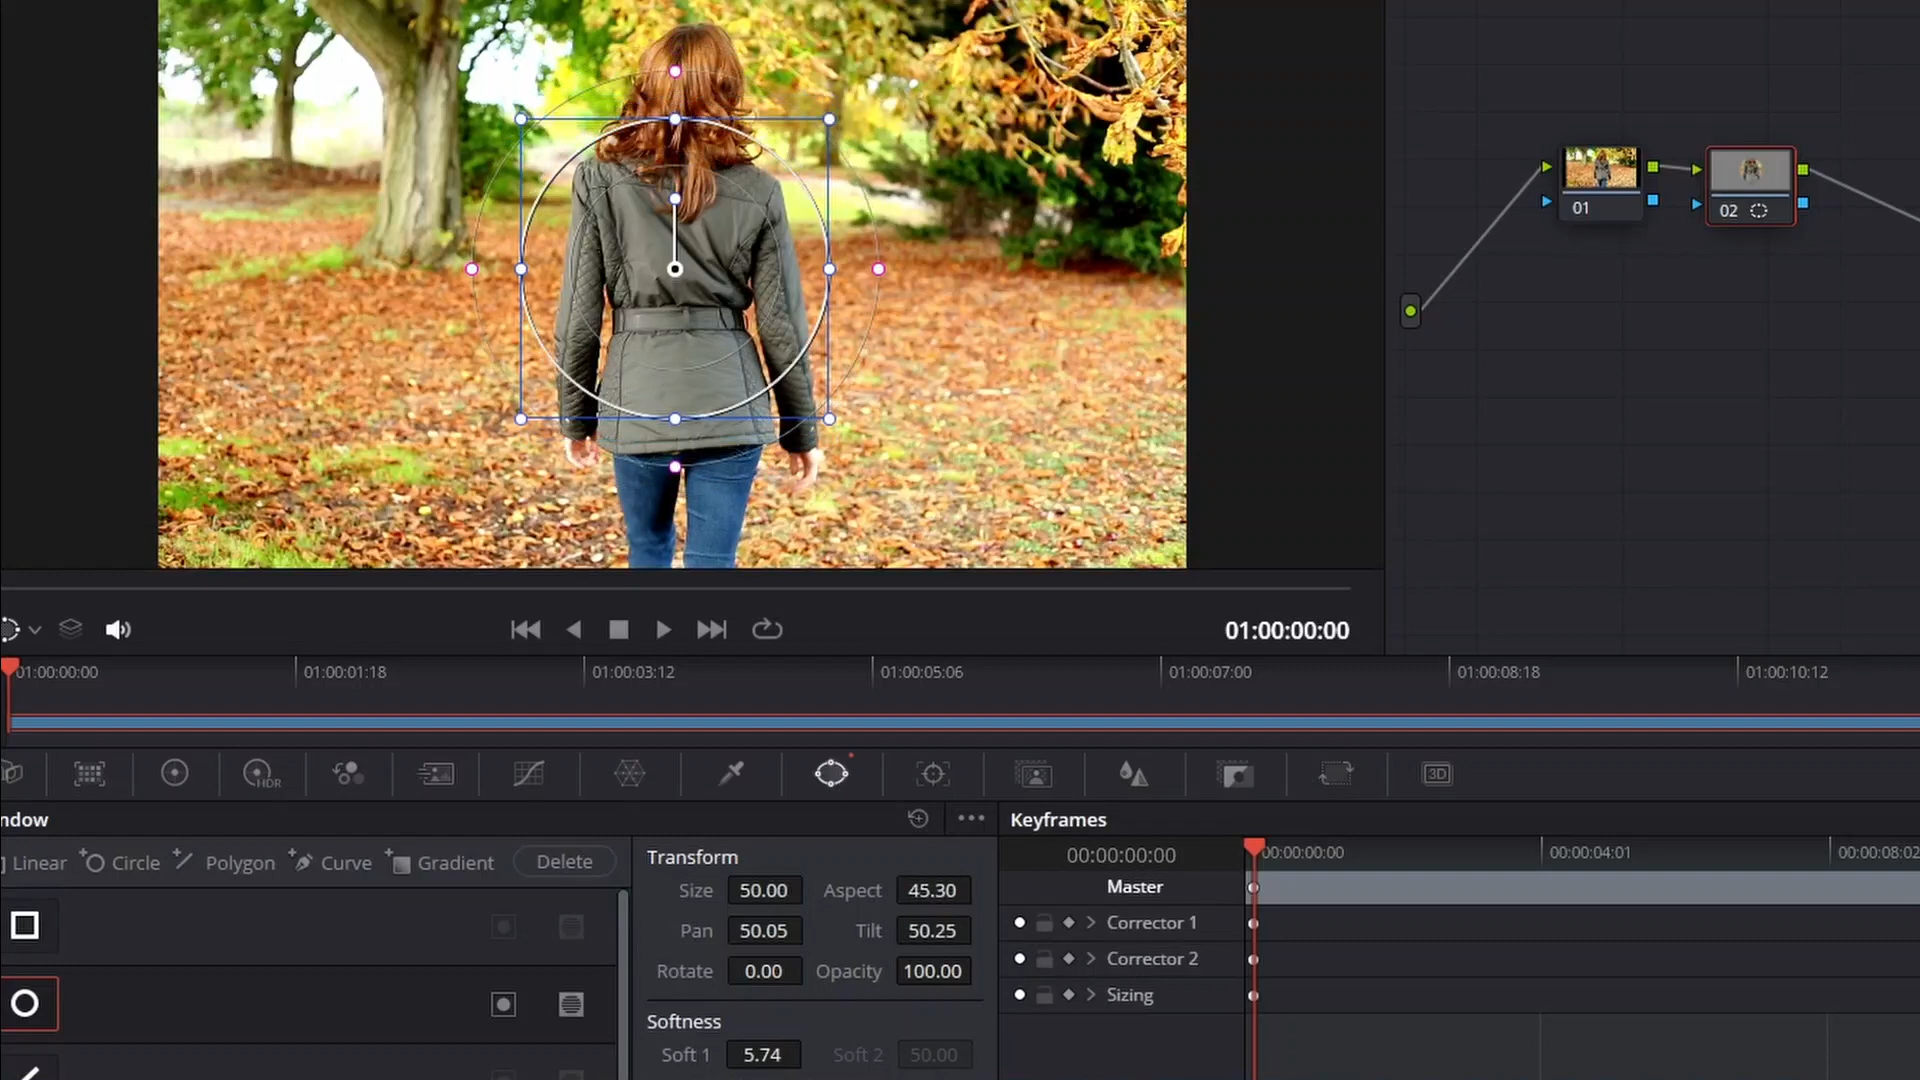 01
02
01:00:00:00
01:00:00:00
01:00:01:18
01:00:03:12
01:00:05:06
01:00:07:00
01:00:08:18
01:00:10:12
HDR
3D
ndow
Linear
Circle
Polygon
Curve
Gradient
Delete
Transform
Size 50.00 Aspect 45.30
Pan 50.05 Tilt 50.25
Rotate 0.00 Opacity 100.00
Softness
Soft 1 5.74 Soft 2 50.00
Keyframes
00:00:00:00
00:00:00:00
00:00:04:01
00:00:08:02
Master
Corrector 1
Corrector 2
Sizing